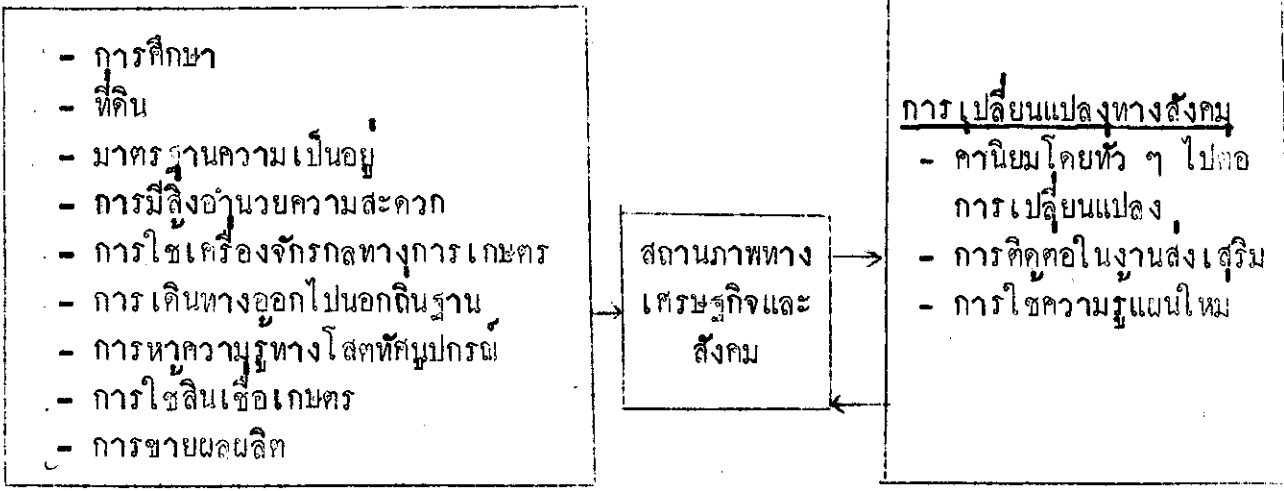 - การศึกษา
- ที่ดิน
- มาตรฐานความเป็นอยู่
- การมีสิ่งอำนวยความสะดวก
- การใช้เครื่องจักรกลทางการเกษตร
- การเดินทางออกไปนอกถิ่นฐาน
- การหาความรู้ทางโสตทัศนูปกรณ์
- การใช้สินเชื่อเกษตร
- การขายผลผลิต
สถานภาพทาง
เศรษฐกิจและ
สังคม
การเปลี่ยนแปลงทางสังคม
- ค่านิยมโดยทั่ว ๆ ไปต่อ
การเปลี่ยนแปลง
- การติดต่อในงานส่งเสริม
- การใช้ความรู้แผนใหม่